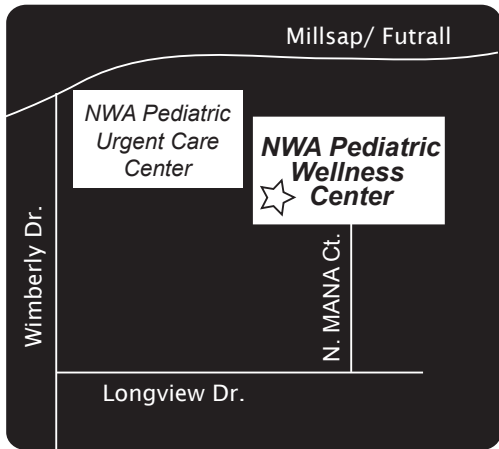 Millsap/ Futrall
NWA Pediatric
Urgent Care
Center
NWA Pediatric
Wellness
Center
Wimberly Dr.
N. MANA Ct.
Longview Dr.